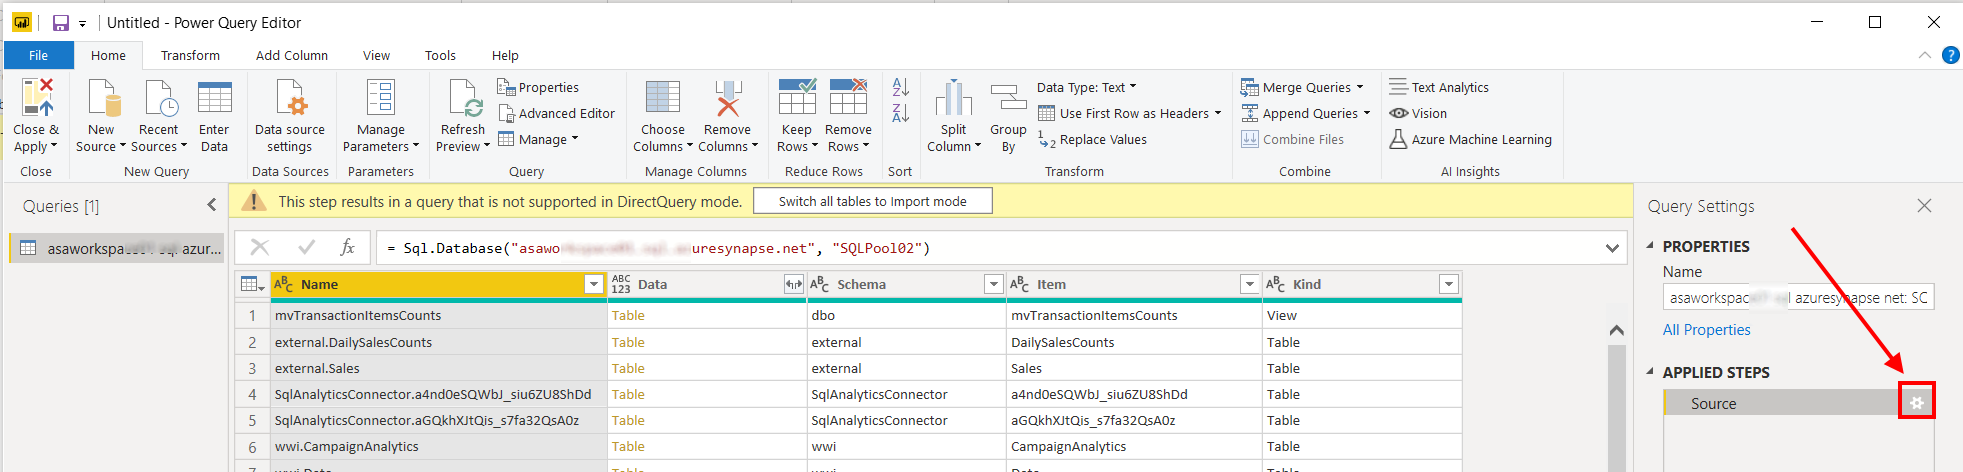 Untitled - Power Query Editor
File Home Transform Add Column View Tools Help
Close & Apply
New Source
Recent Sources
Enter Data
Data source settings
Manage Parameters
Refresh Preview
Properties
Advanced Editor
Manage
Choose Columns
Remove Columns
Keep Rows
Remove Rows
Split Column
Group By
Data Type: Text
Use First Row as Headers
Replace Values
Merge Queries
Append Queries
Combine Files
Text Analytics
Vision
Azure Machine Learning
Close New Query Data Sources Parameters Query Manage Columns Reduce Rows Sort Transform Combine AI Insights
Queries [1]
This step results in a query that is not supported in DirectQuery mode. Switch all tables to Import mode
asaworkspa azur...
fx = Sql.Database("asawo uresynapse.net", "SQLPool02")
ABC Name ABC 123 Data ABC Schema ABC Item ABC Kind
1 mvTransactionItemsCounts Table dbo mvTransactionItemsCounts View
2 external.DailySalesCounts Table external DailySalesCounts Table
3 external.Sales Table external Sales Table
4 SqlAnalyticsConnector.a4nd0eSQWbJ_siu6ZU8ShDd Table SqlAnalyticsConnector a4nd0eSQWbJ_siu6ZU8ShDd Table
5 SqlAnalyticsConnector.aGQkhXJtQis_s7fa32QsA0z Table SqlAnalyticsConnector aGQkhXJtQis_s7fa32QsA0z Table
6 wwi.CampaignAnalytics Table wwi CampaignAnalytics Table
Query Settings
PROPERTIES
Name
asaworkspac azuresynapse net: SC
All Properties
APPLIED STEPS
Source